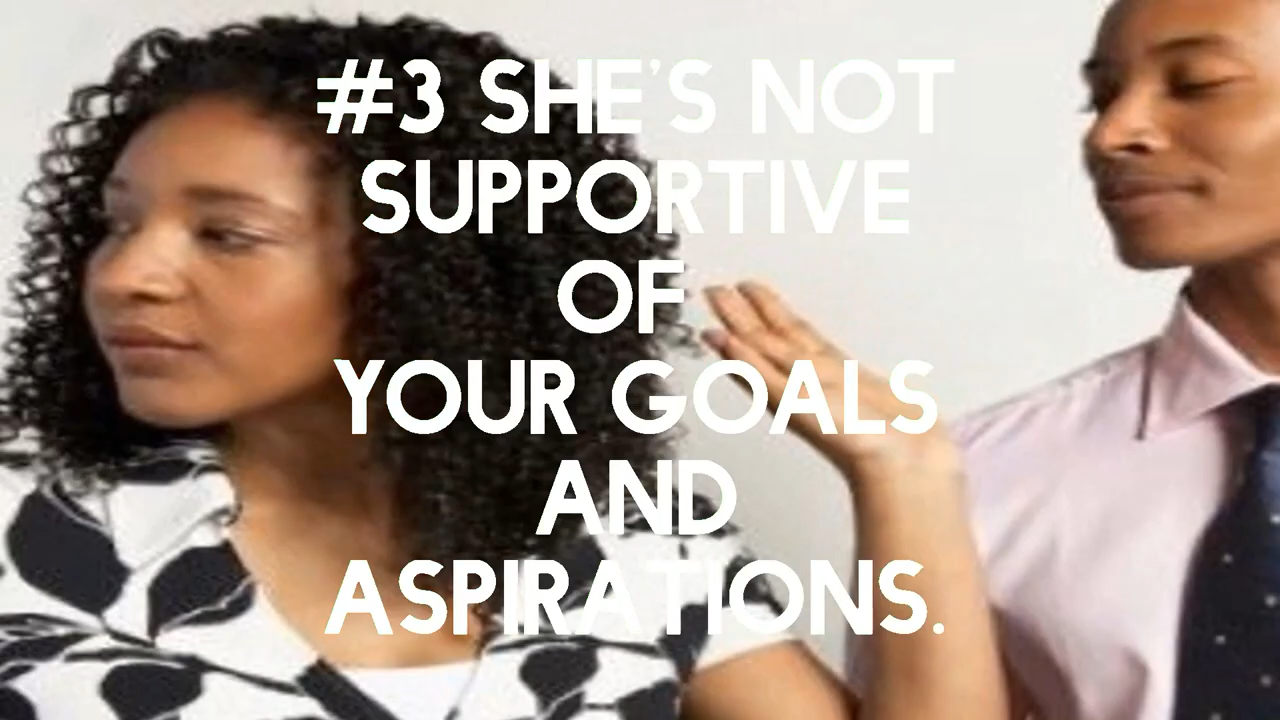 #3 SHE'S NOT
SUPPORTIVE
OF
YOUR GOALS
AND
ASPIRATIONS.